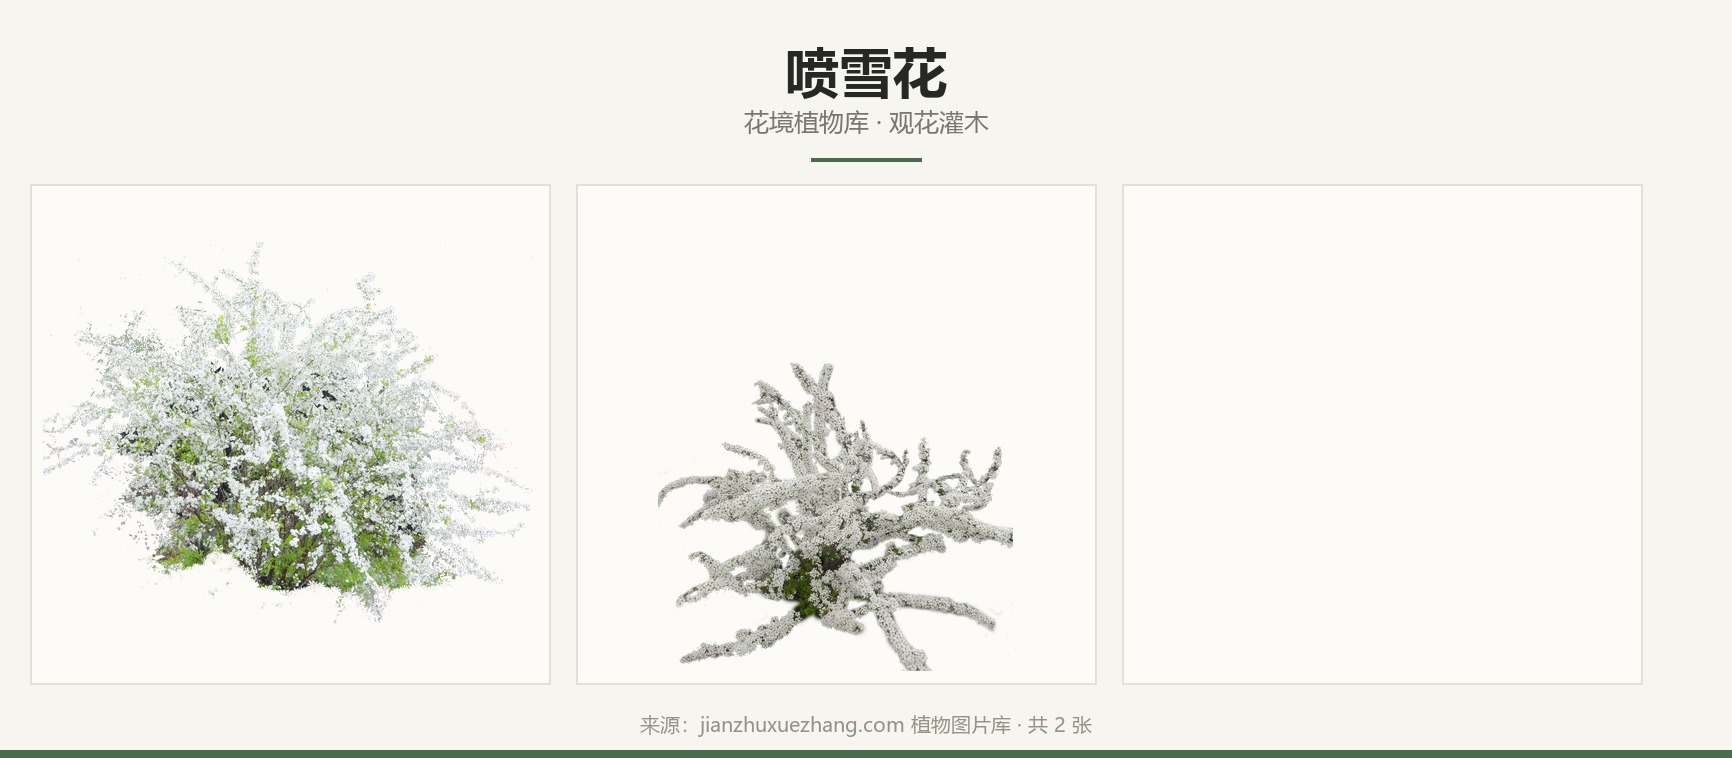 喷雪花
花境植物库 · 观花灌木
来源：jianzhuxuezhang.com 植物图片库 · 共 2 张